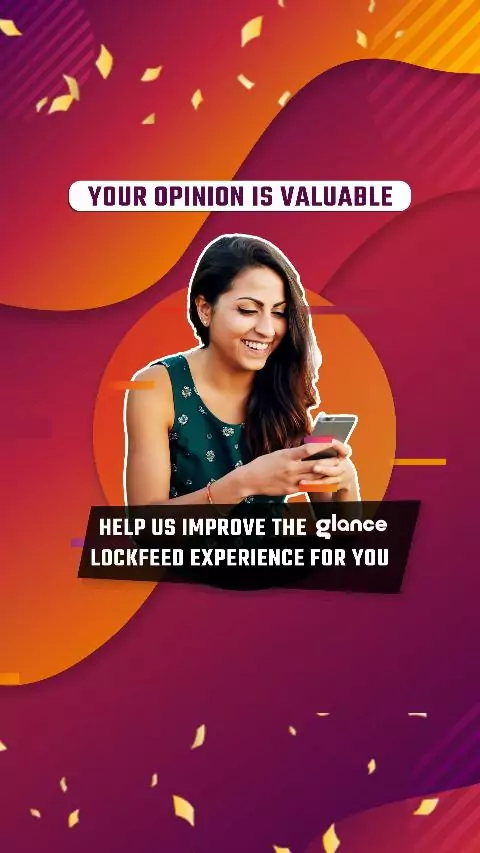 YOUR OPINION IS VALUABLE
HELP US IMPROVE THE glance
LOCKFEED EXPERIENCE FOR YOU